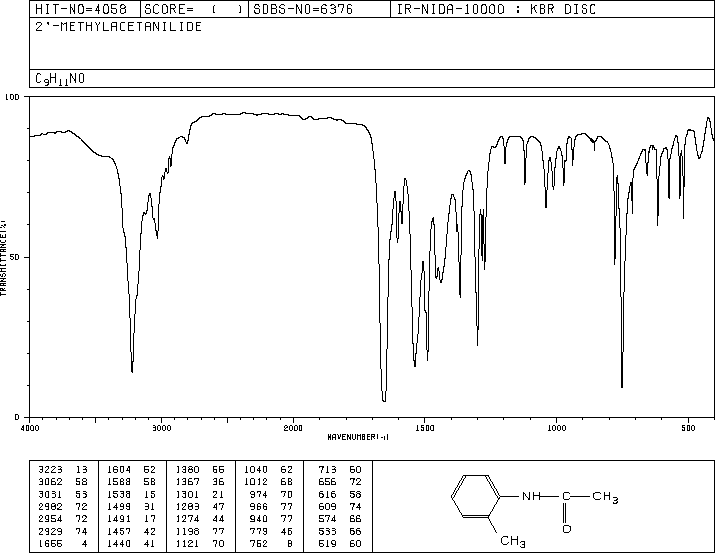 HIT-NO=4058 SCORE= ( ) SDBS-NO=6376 IR-NIDA-10000 : KBR DISC
2'-METHYLACETANILIDE
C9H11NO
100
50
0
TRANSMITTANCE(%)
4000 3000 2000 1500 1000 500
WAVENUMBER(-1)
3223 13 1604 52 1380 66 1040 62 713 60
3062 58 1588 58 1367 36 1012 68 656 72
3031 53 1538 15 1301 21 974 70 616 58
2982 72 1499 31 1283 47 966 77 609 74
2954 72 1491 17 1274 44 940 77 574 66
2929 74 1457 42 1198 77 779 46 533 66
1656 4 1440 41 1121 70 752 8 519 60
NH C CH3
O
CH3